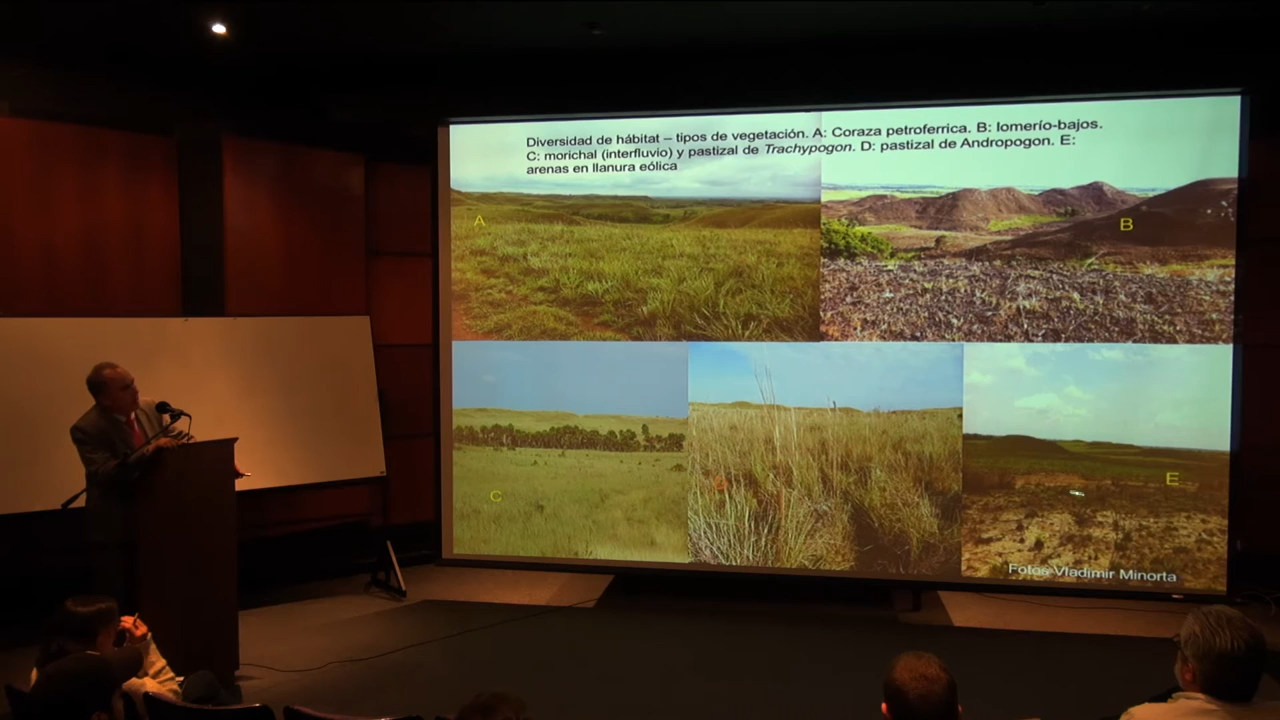 Diversidad de hábitat – tipos de vegetación. A: Coraza petroferrica. B: lomerío-bajos.
C: morichal (interfluvio) y pastizal de Trachypogon. D: pastizal de Andropogon. E:
arenas en llanura eólica
A
B
C
E
Fotos Vladimir Minorta